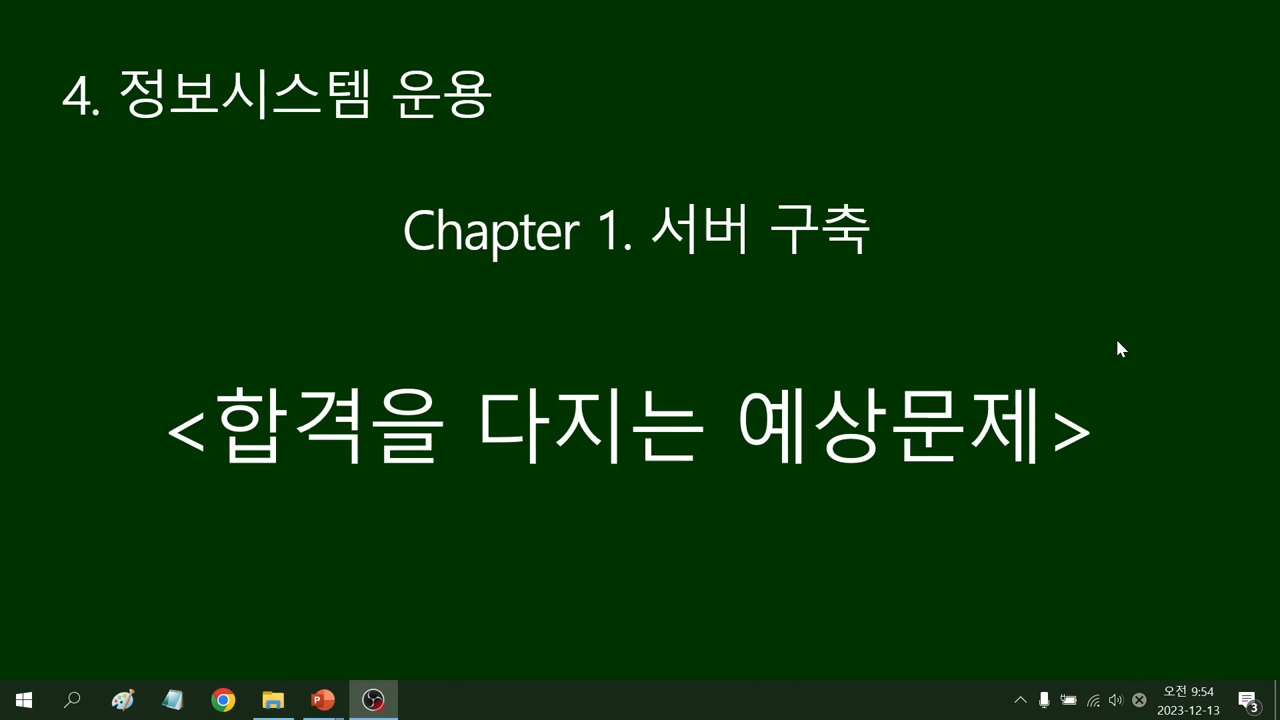 4. 정보시스템 운용
Chapter 1. 서버 구축
<합격을 다지는 예상문제>
오전 9:54
2023-12-13
3